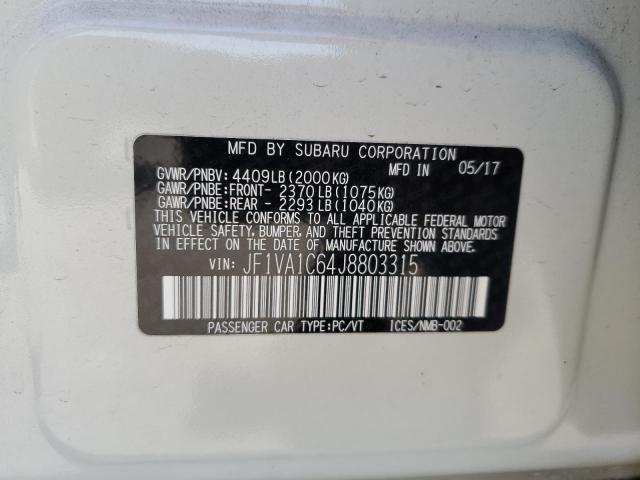 MFD BY SUBARU CORPORATION
GVWR/PNBV: 4409LB(2000KG) MFD IN 05/17
GAWR/PNBE:FRONT- 2370LB(1075KG)
GAWR/PNBE:REAR - 2293LB(1040KG)
THIS VEHICLE CONFORMS TO ALL APPLICABLE FEDERAL MOTOR
VEHICLE SAFETY, BUMPER, AND THEFT PREVENTION STANDARDS
IN EFFECT ON THE DATE OF MANUFACTURE SHOWN ABOVE.
VIN: JF1VA1C64J8803315
PASSENGER CAR TYPE:PC/VT ICES/NMB-002